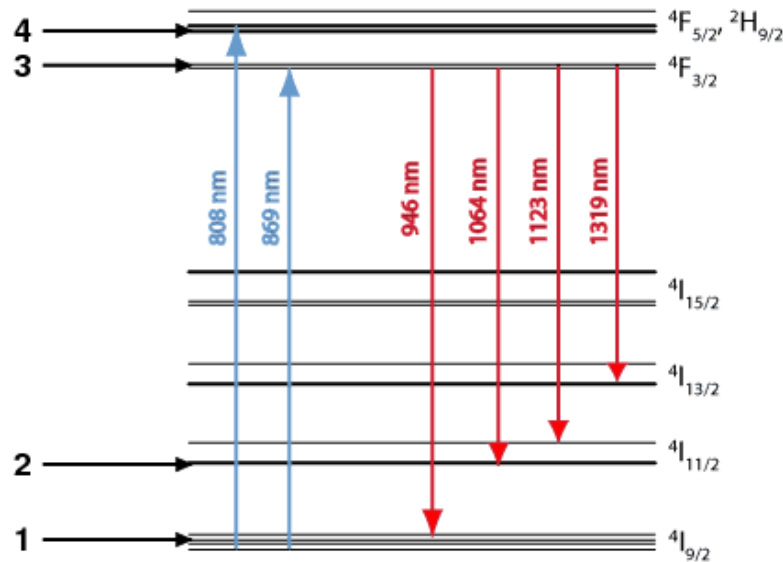 4
⁴F₅/₂, ²H₉/₂
3
⁴F₃/₂
808 nm
869 nm
946 nm
1064 nm
1123 nm
1319 nm
⁴I₁₅/₂
⁴I₁₃/₂
2
⁴I₁₁/₂
1
⁴I₉/₂